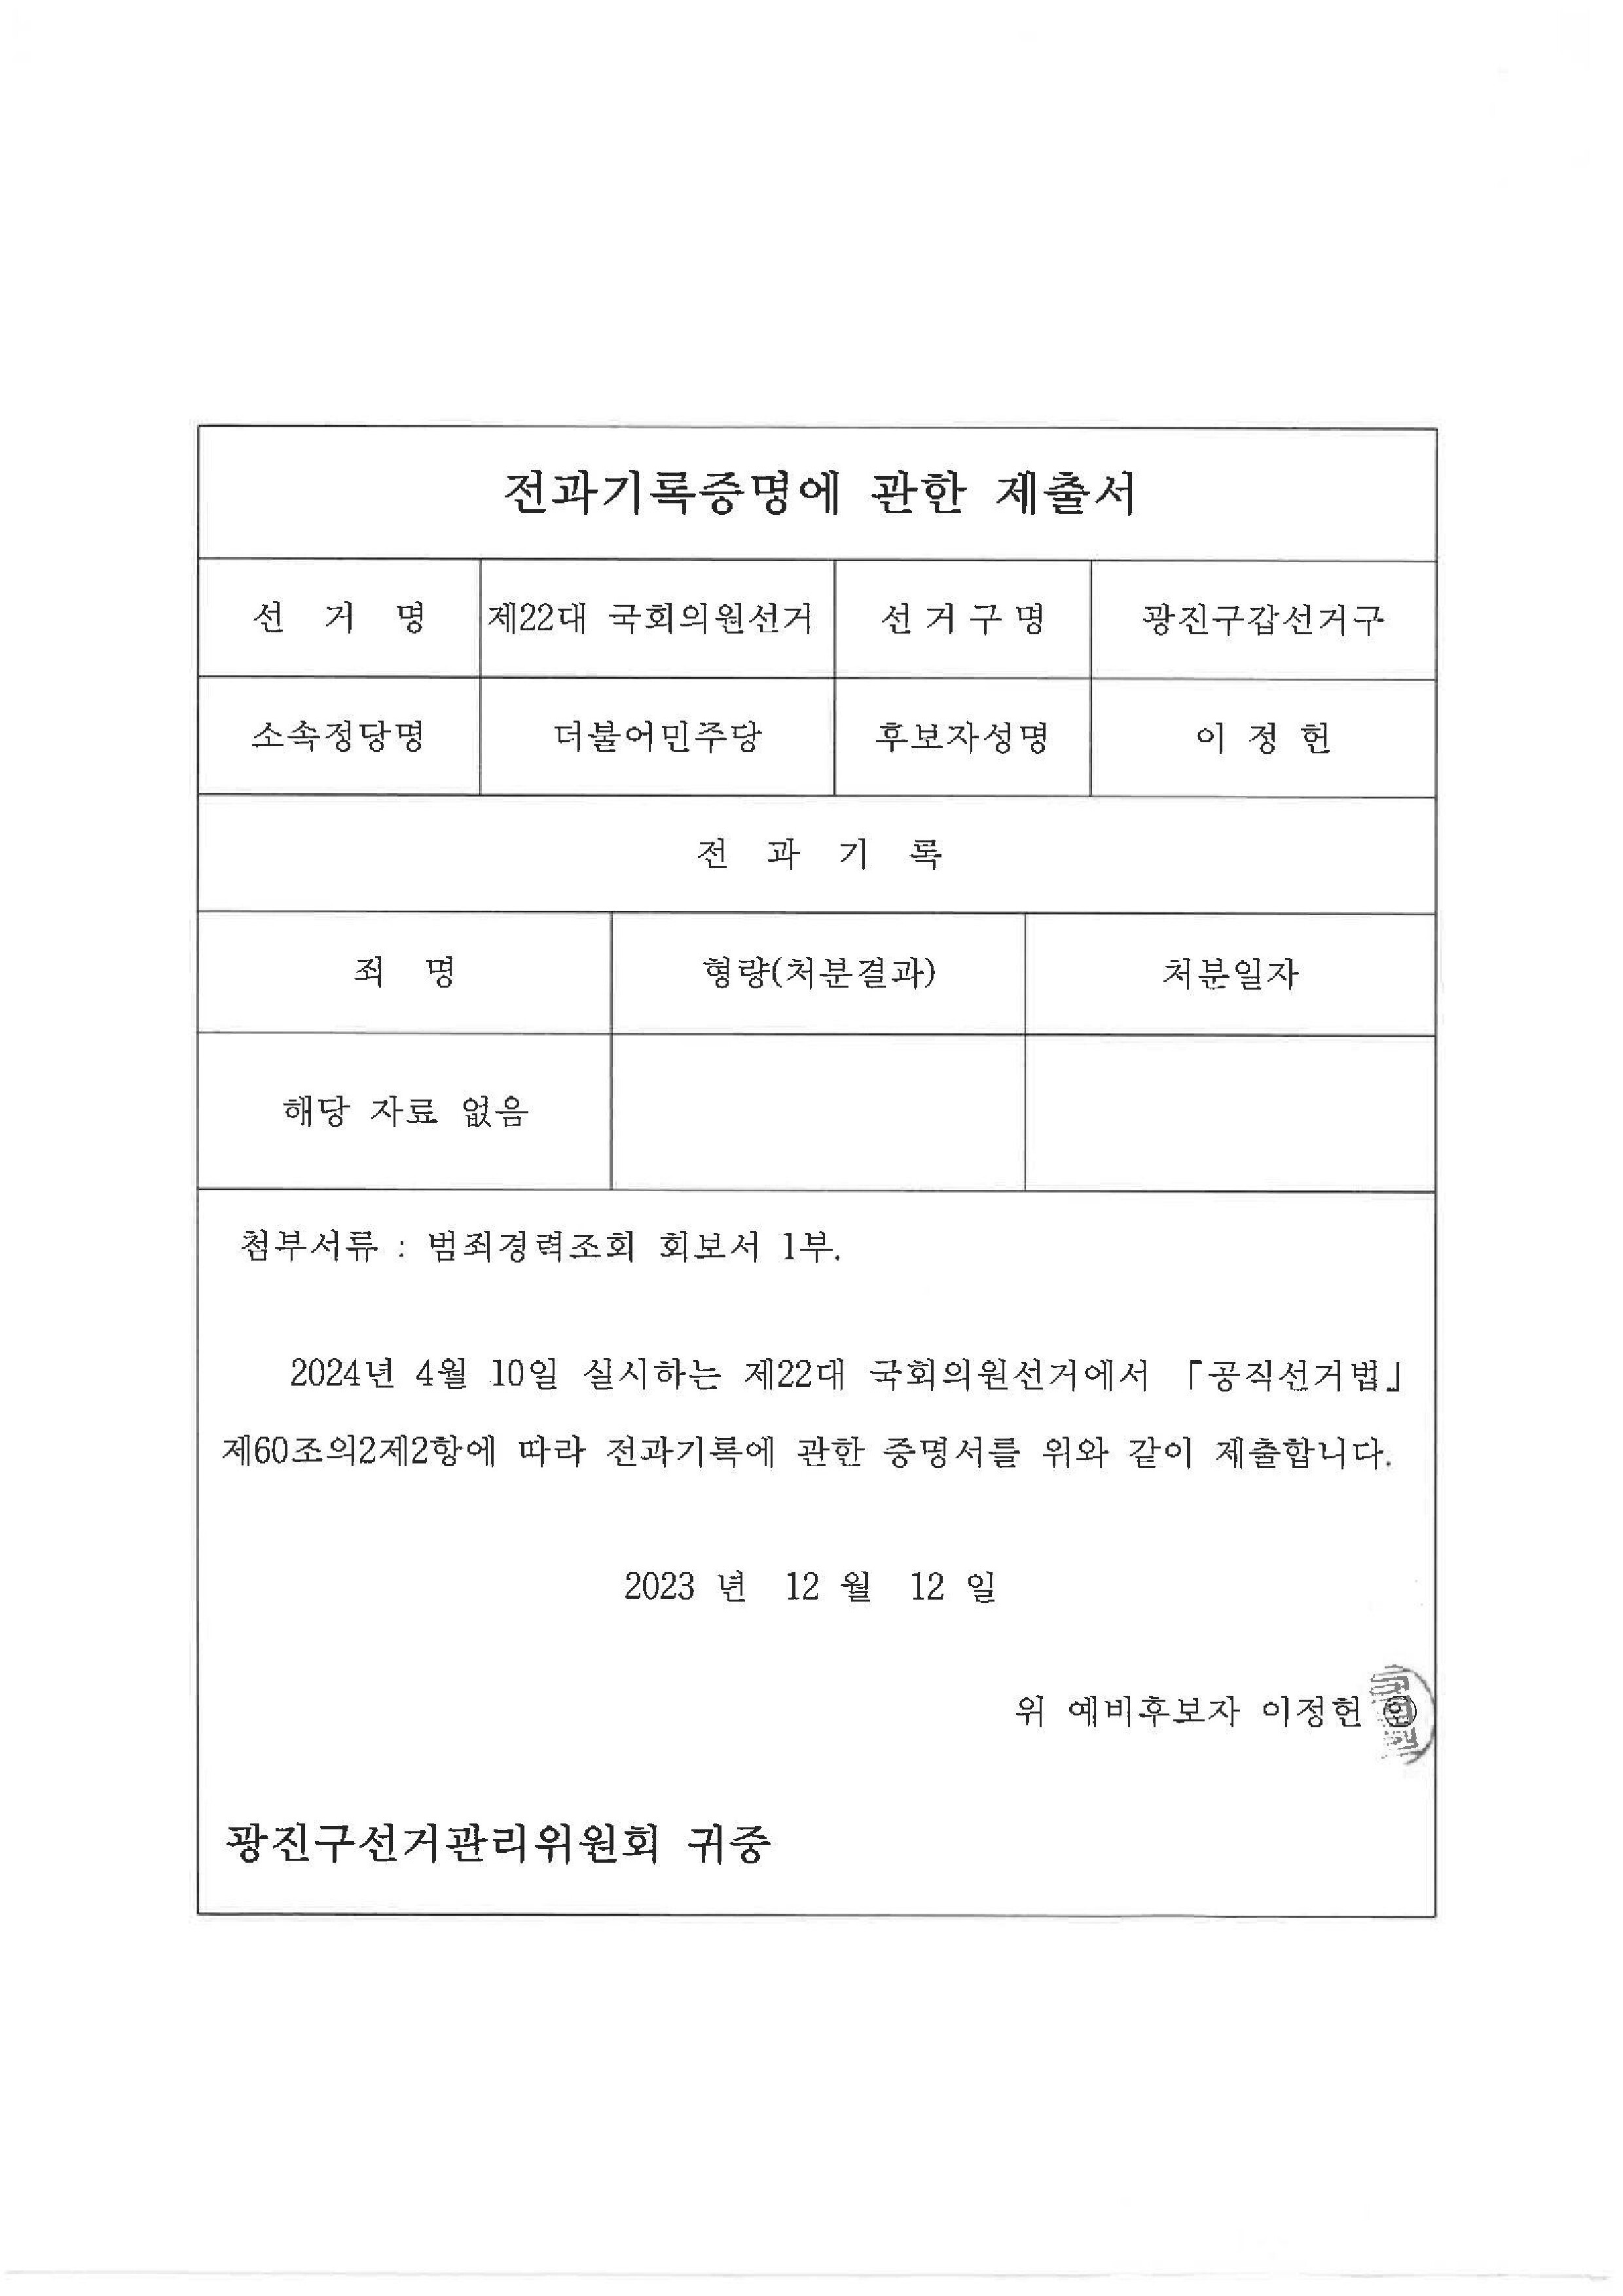 전과기록증명에 관한 제출서
선 거 명 제22대 국회의원선거 선 거 구 명 광진구갑선거구
소속정당명 더불어민주당 후보자성명 이 정 헌
전 과 기 록
죄 명 형량(처분결과) 처분일자
해당 자료 없음
첨부서류 : 범죄경력조회 회보서 1부.
2024년 4월 10일 실시하는 제22대 국회의원선거에서 「공직선거법」
제60조의2제2항에 따라 전과기록에 관한 증명서를 위와 같이 제출합니다.
2023 년 12 월 12 일
위 예비후보자 이정헌 ㊞
광진구선거관리위원회 귀중